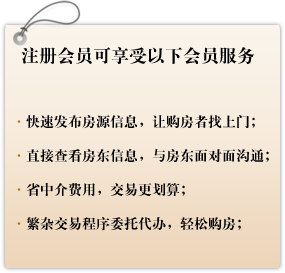 注册会员可享受以下会员服务
· 快速发布房源信息，让购房者找上门；
· 直接查看房东信息，与房东面对面沟通；
· 省中介费用，交易更划算；
· 繁杂交易程序委托代办，轻松购房；